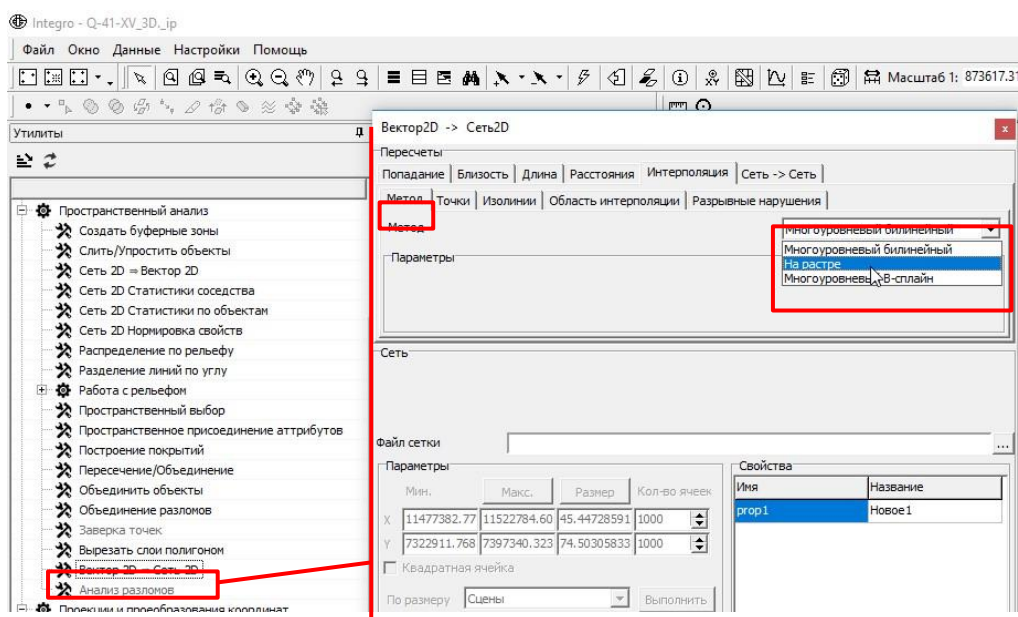 Integro - Q-41-XV_3D._ip
Файл Окно Данные Настройки Помощь
Масштаб 1: 873617.31
Утилиты
Пространственный анализ
Создать буферные зоны
Слить/Упростить объекты
Сеть 2D ⇒ Вектор 2D
Сеть 2D Статистики соседства
Сеть 2D Статистики по объектам
Сеть 2D Нормировка свойств
Распределение по рельефу
Разделение линий по углу
Работа с рельефом
Пространственный выбор
Пространственное присоединение аттрибутов
Построение покрытий
Пересечение/Объединение
Объединить объекты
Объединение разломов
Заверка точек
Вырезать слои полигоном
Вектор 2D ⇒ Сеть 2D
Анализ разломов
Проекции и преобразования координат
Вектор2D -> Сеть2D
x
Пересчеты
Попадание Близость Длина Расстояния Интерполяция Сеть -> Сеть
Метод Точки Изолинии Область интерполяции Разрывные нарушения
Метод Многоуровневый билинейный
Многоуровневый билинейный
На растре
Многоуровневый В-сплайн
Параметры
Сеть
Файл сетки ...
Параметры
Мин. Макс. Размер Кол-во ячеек
X 11477382.77 11522784.60 45.44728591 1000
Y 7322911.768 7397340.323 74.50305833 1000
Квадратная ячейка
По размеру Сцены Выполнить
Свойства
Имя Название
prop1 Новое1